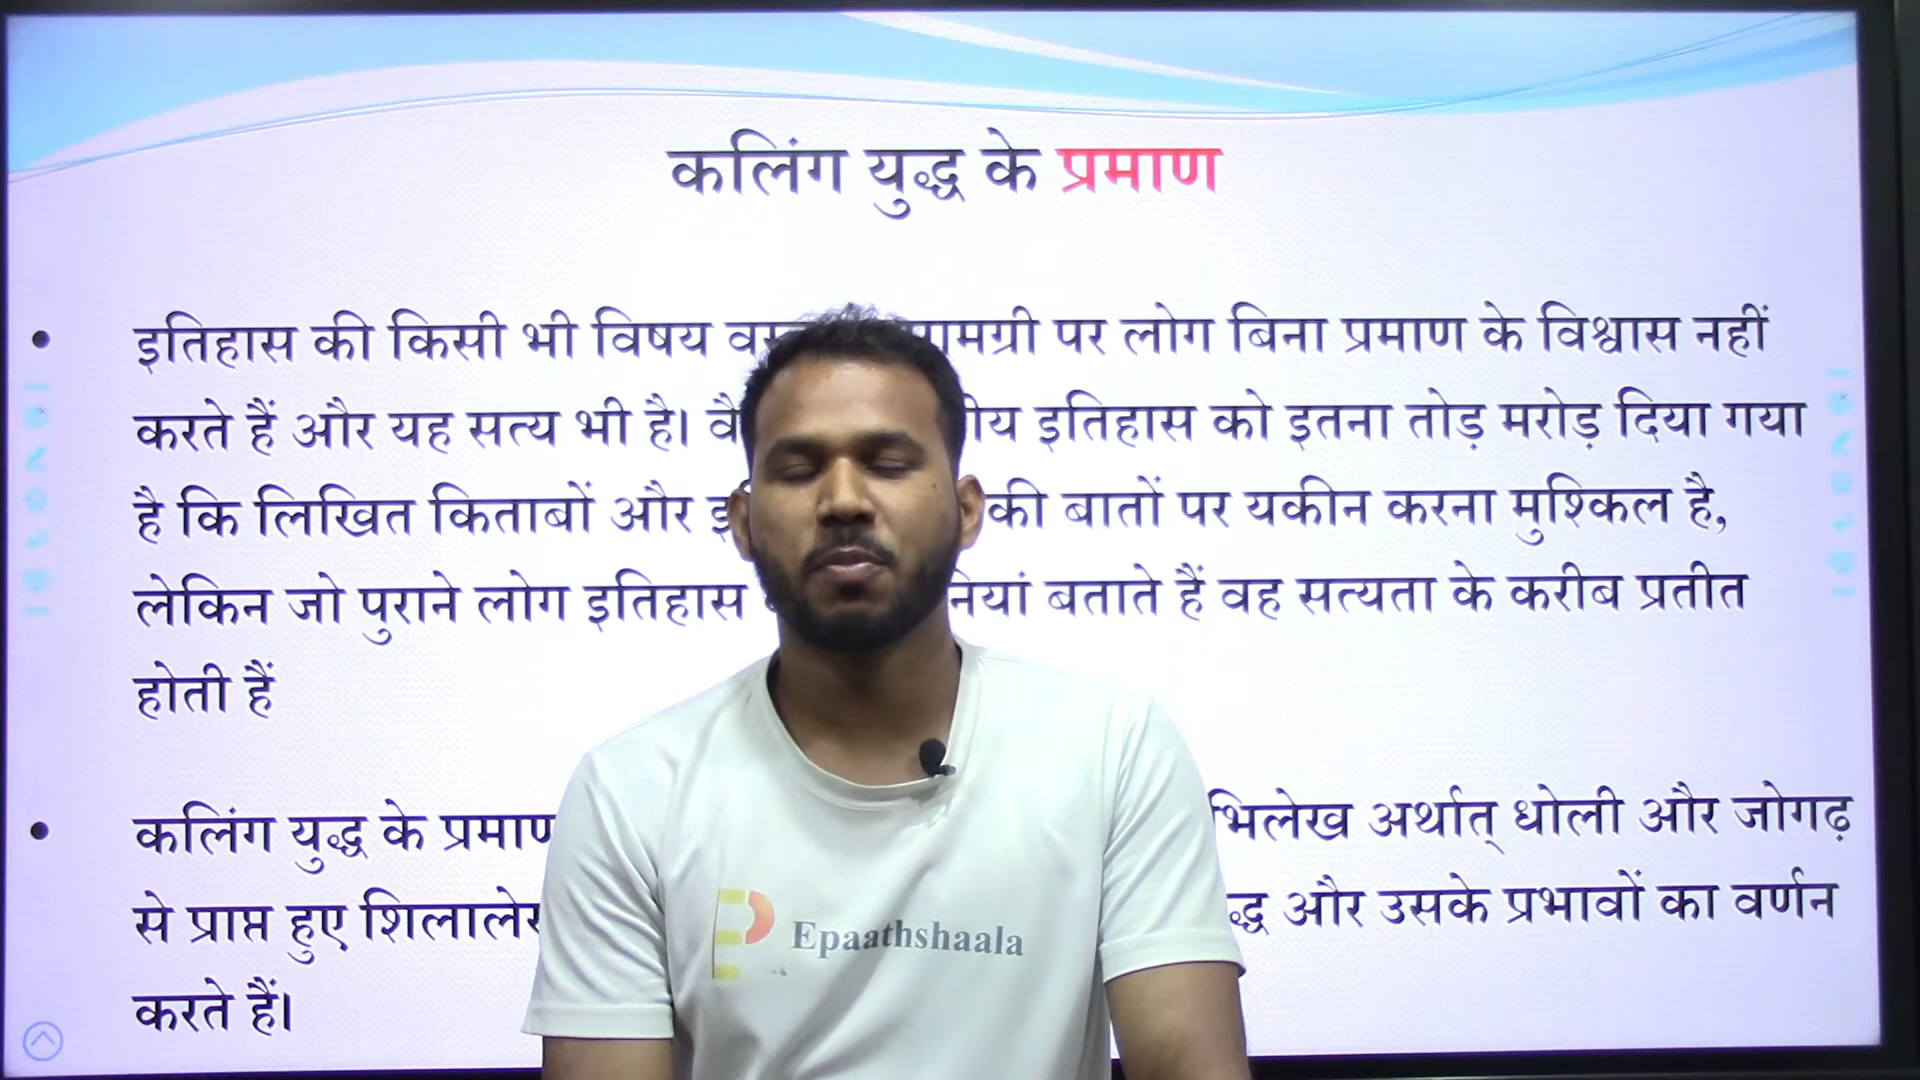 कलिंग युद्ध के प्रमाण
• इतिहास की किसी भी विषय पर लोग बिना प्रमाण के विश्वास नहीं
करते हैं और यह सत्य भी है। इतिहास को इतना तोड़ मरोड़ दिया गया
है कि लिखित किताबों और की बातों पर यकीन करना मुश्किल है,
लेकिन जो पुराने लोग इतिहास बताते हैं वह सत्यता के करीब प्रतीत
होती हैं
• कलिंग युद्ध के प्रमाण अर्थात् धोली और जोगढ़
से प्राप्त हुए और उसके प्रभावों का वर्णन
करते हैं।
Epaathshaala